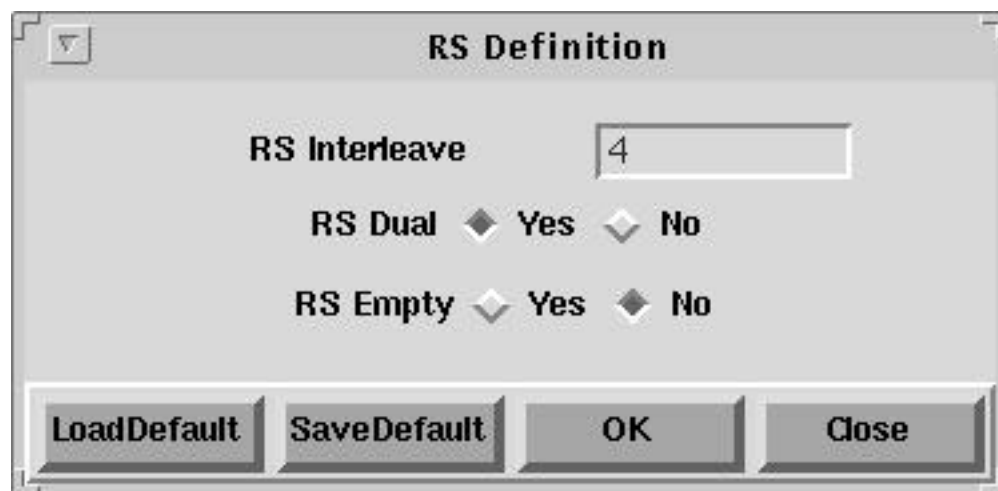 RS Definition
RS Interleave 4
RS Dual Yes No
RS Empty Yes No
LoadDefault SaveDefault OK Close